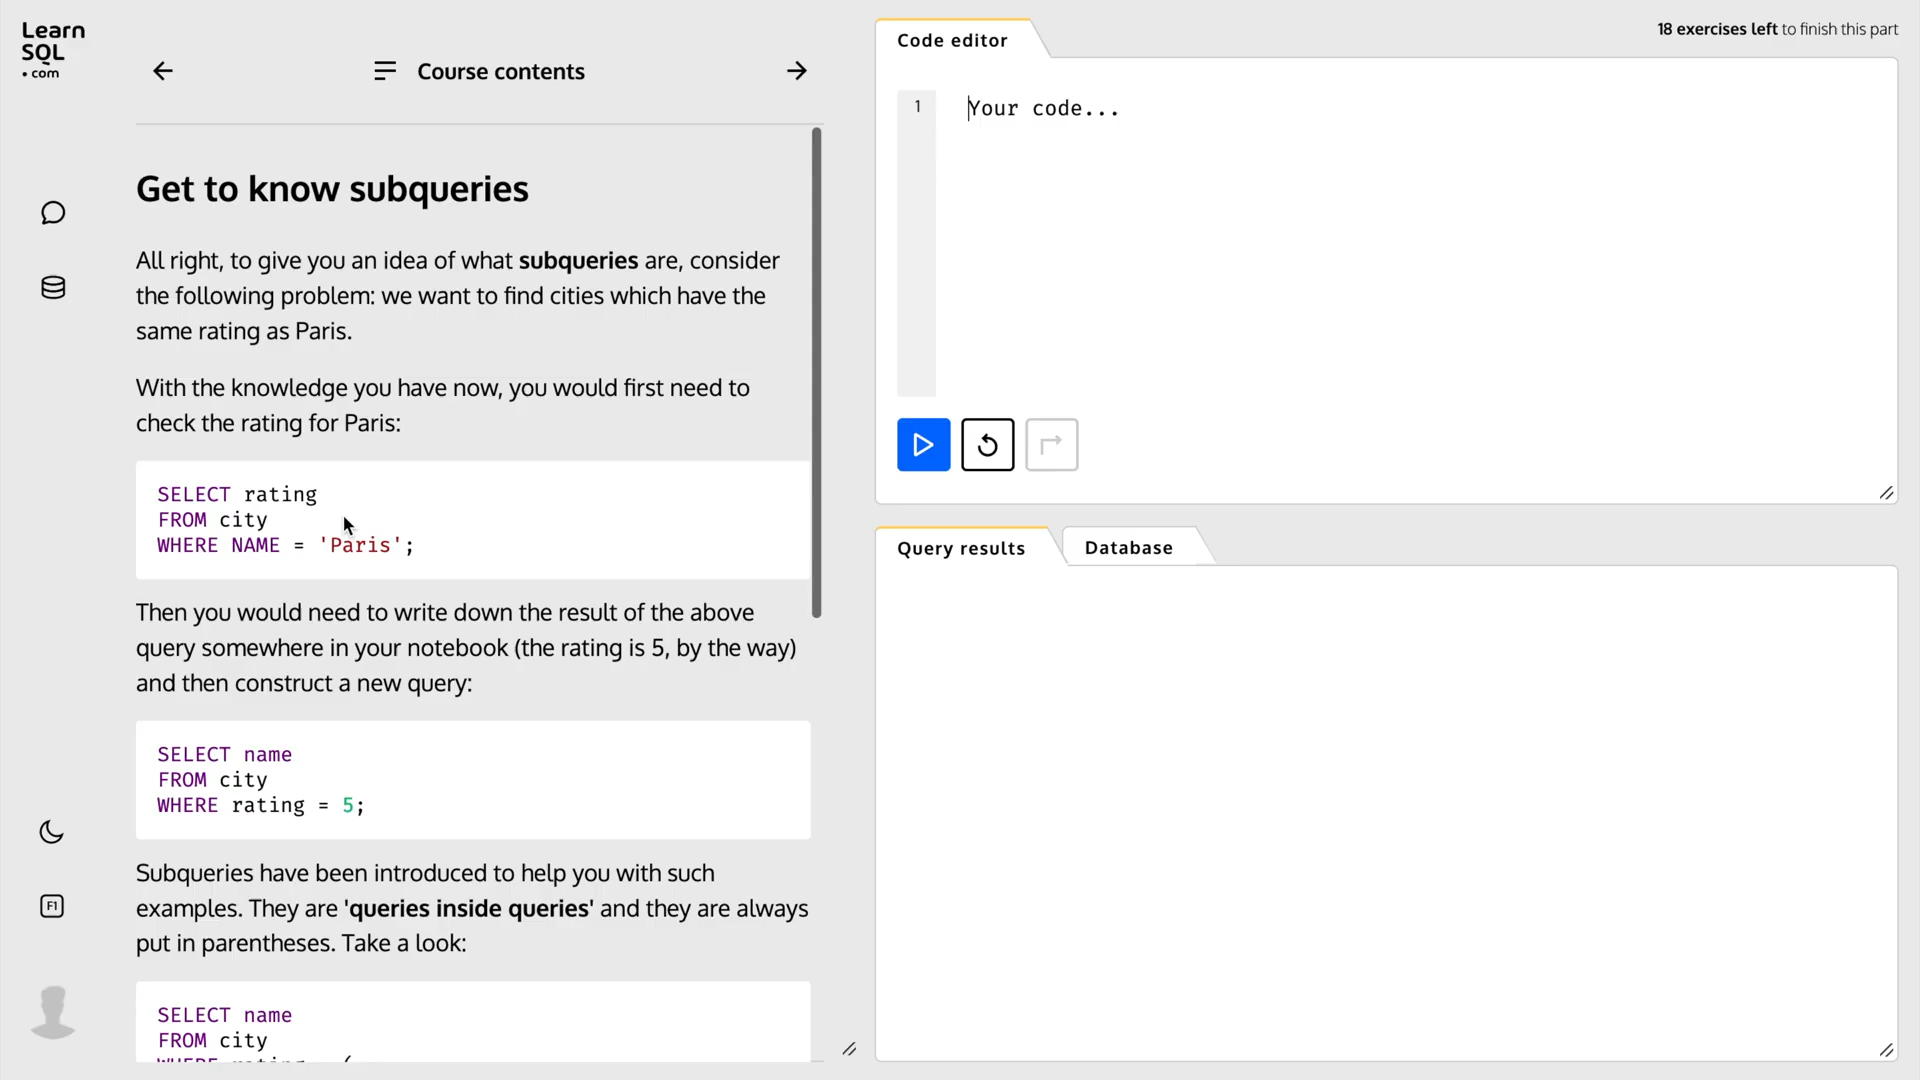 Learn
SQL
• com
Course contents
Get to know subqueries
All right, to give you an idea of what subqueries are, consider
the following problem: we want to find cities which have the
same rating as Paris.
With the knowledge you have now, you would first need to
check the rating for Paris:
SELECT rating
FROM city
WHERE NAME = 'Paris';
Then you would need to write down the result of the above
query somewhere in your notebook (the rating is 5, by the way)
and then construct a new query:
SELECT name
FROM city
WHERE rating = 5;
Subqueries have been introduced to help you with such
examples. They are 'queries inside queries' and they are always
put in parentheses. Take a look:
SELECT name
FROM city
WHERE rating = (
F1
Code editor
18 exercises left to finish this part
1
Your code...
Query results
Database